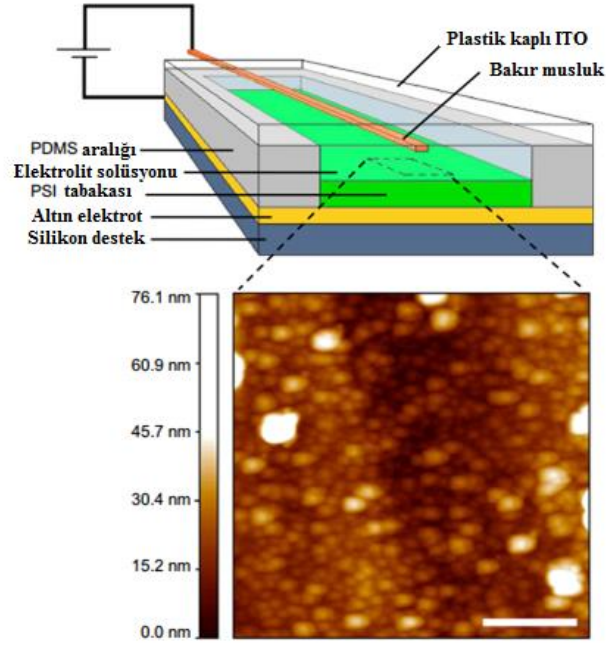 Plastik kaplı ITO
Bakır musluk
PDMS aralığı
Elektrolit solüsyonu
PSI tabakası
Altın elektrot
Silikon destek
76.1 nm
60.9 nm
45.7 nm
30.4 nm
15.2 nm
0.0 nm